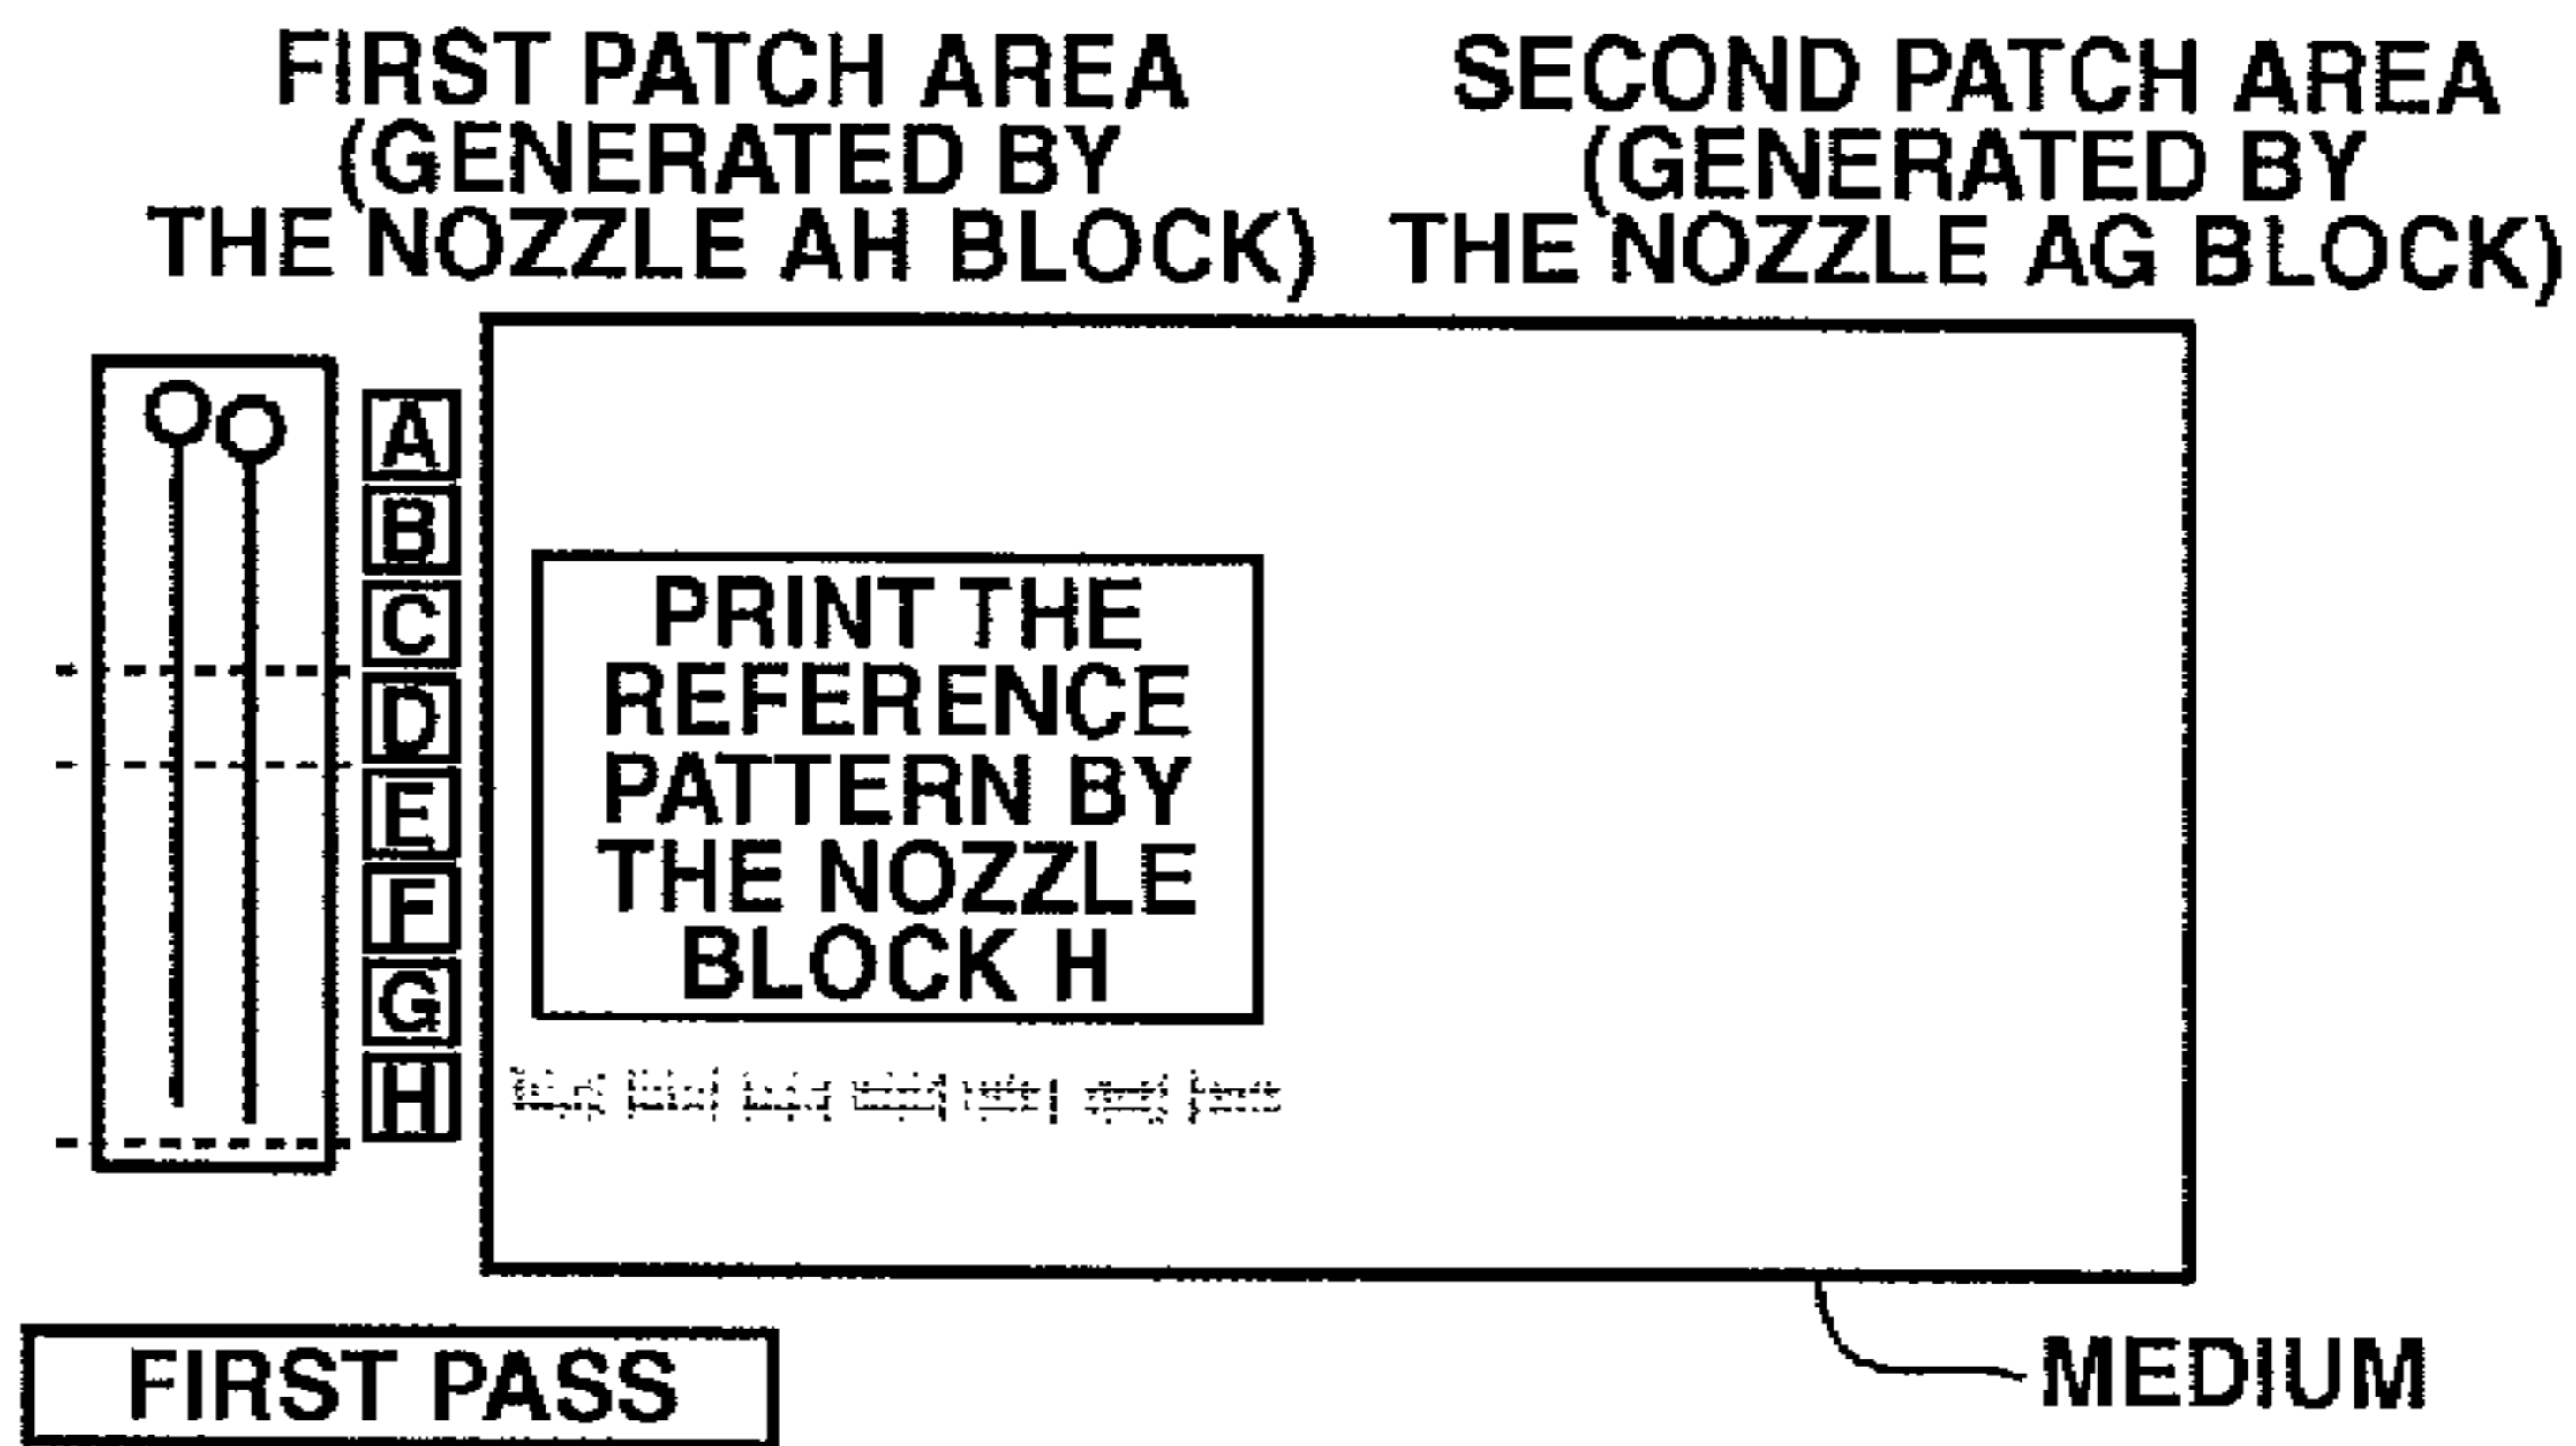 FIRST PATCH AREA
(GENERATED BY
THE NOZZLE AH BLOCK)
SECOND PATCH AREA
(GENERATED BY
THE NOZZLE AG BLOCK)
A
B
C
D
E
F
G
H
PRINT THE
REFERENCE
PATTERN BY
THE NOZZLE
BLOCK H
FIRST PASS
MEDIUM